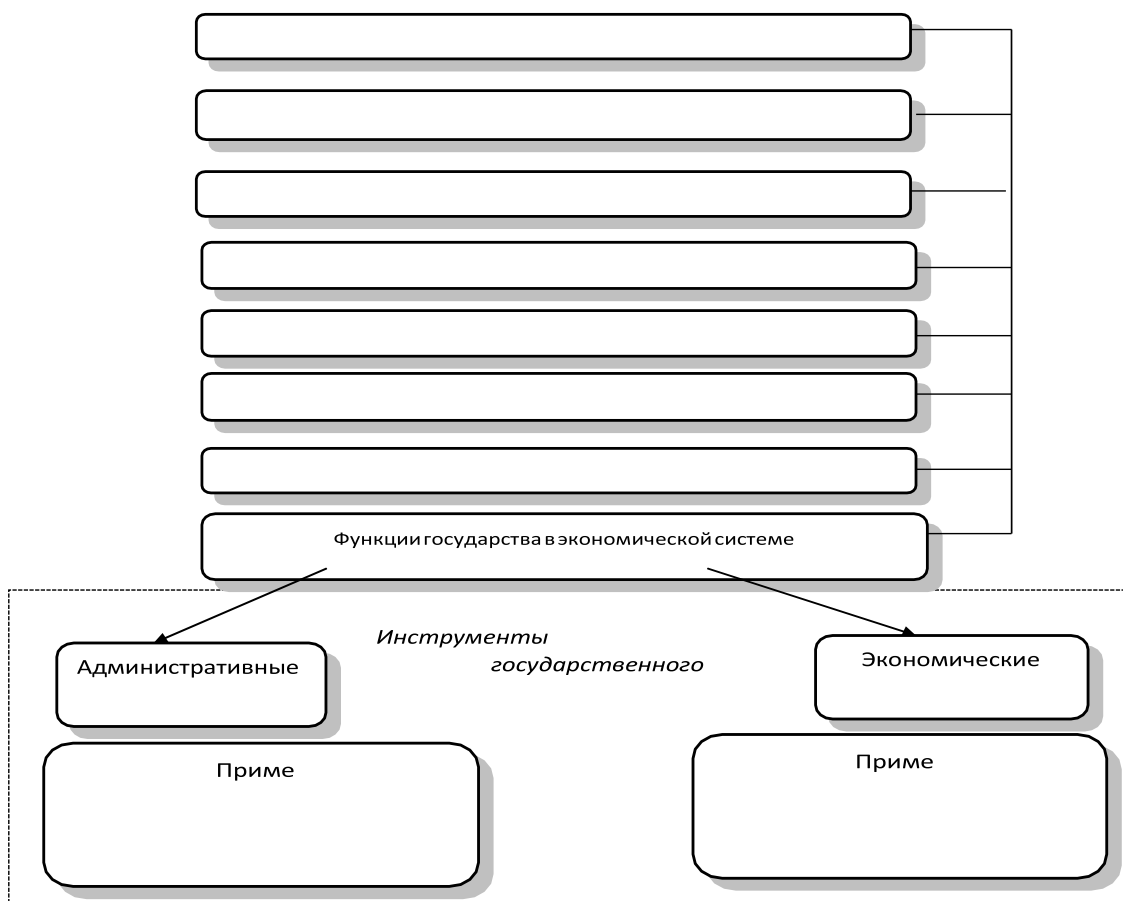 Функции государства в экономической системе
Инструменты
государственного
Административные
Экономические
Приме
Приме